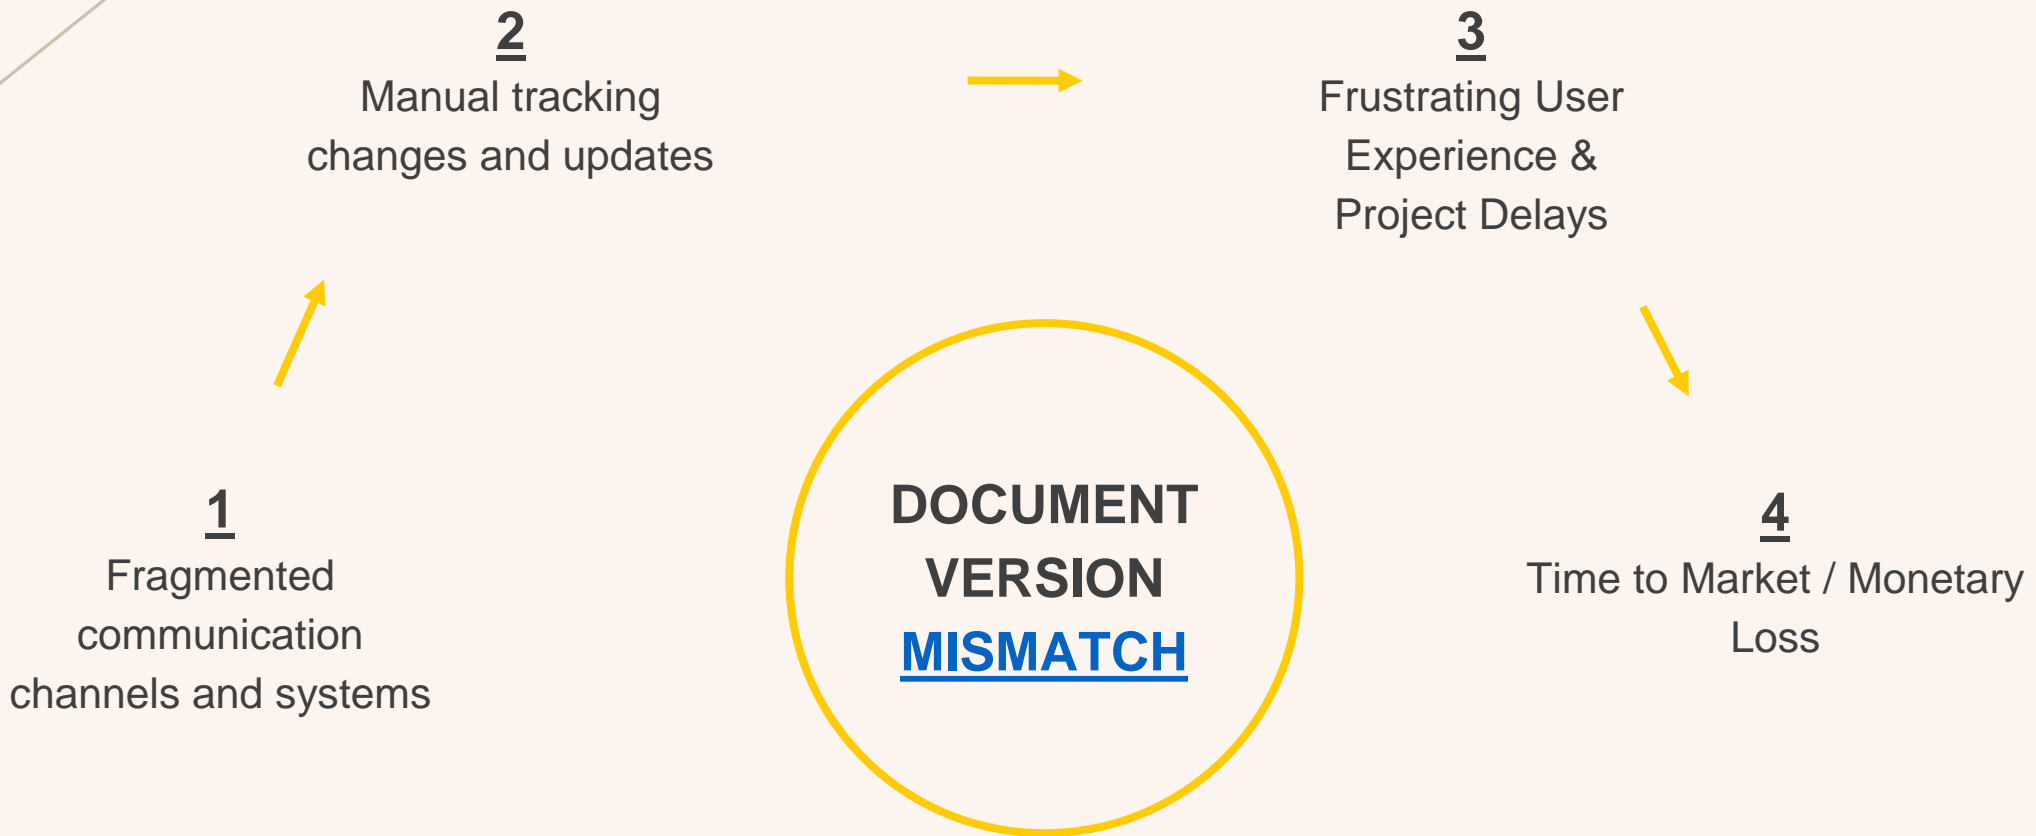 1
Fragmented
communication
channels and systems
2
Manual tracking
changes and updates
3
Frustrating User
Experience &
Project Delays
4
Time to Market / Monetary
Loss
DOCUMENT
VERSION
MISMATCH